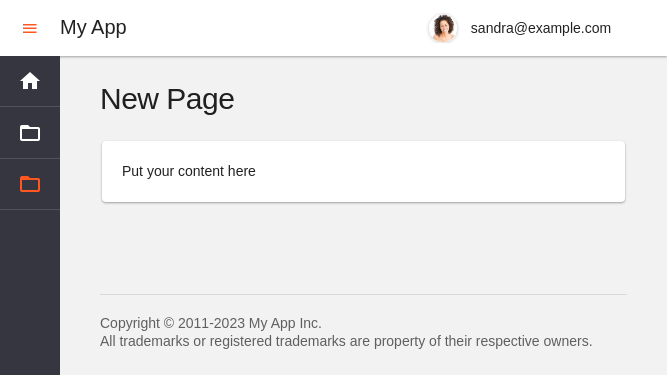 My App
sandra@example.com
New Page
Put your content here
Copyright © 2011-2023 My App Inc.
All trademarks or registered trademarks are property of their respective owners.